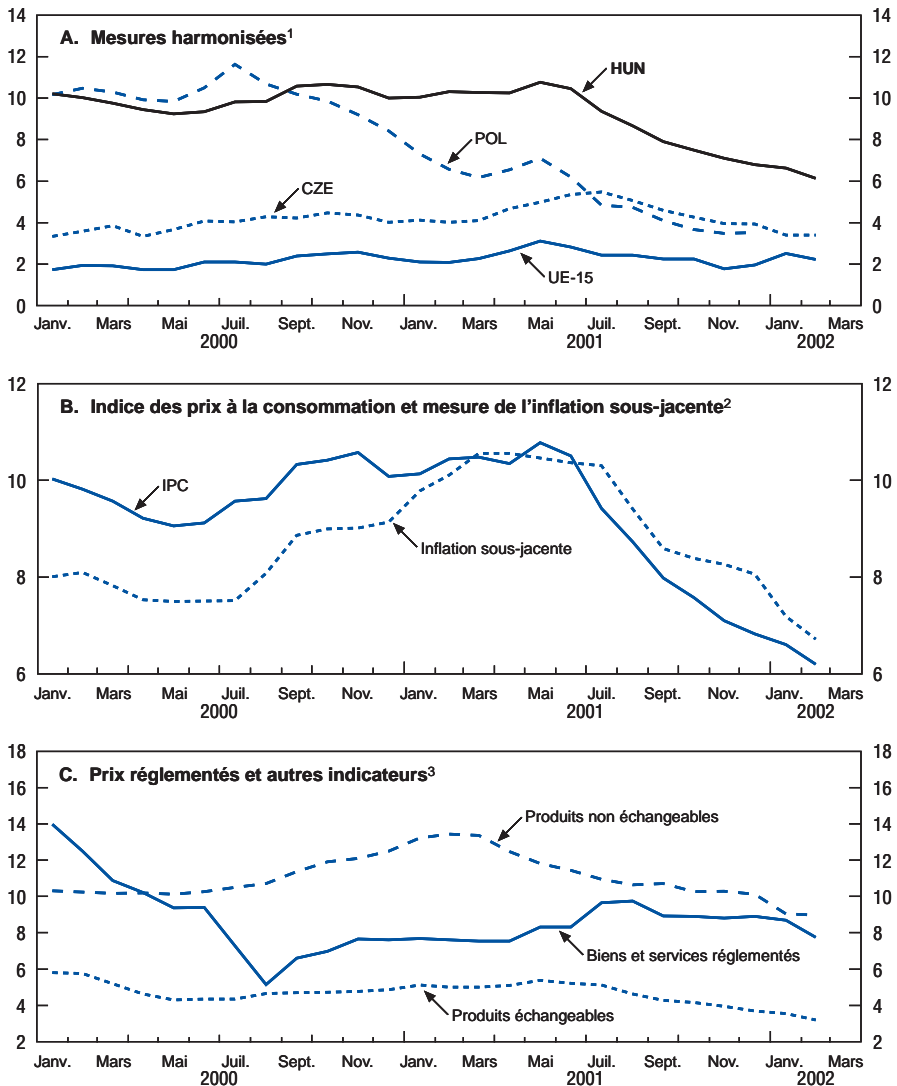 A. Mesures harmonisées¹
14 14
12 12
10 10
8 8
6 6
4 4
2 2
0 0
HUN
POL
CZE
UE-15
Janv. Mars Mai Juil. Sept. Nov. Janv. Mars Mai Juil. Sept. Nov. Janv. Mars
2000 2001 2002
B. Indice des prix à la consommation et mesure de l'inflation sous-jacente²
12 12
10 10
8 8
6 6
IPC
Inflation sous-jacente
Janv. Mars Mai Juil. Sept. Nov. Janv. Mars Mai Juil. Sept. Nov. Janv. Mars
2000 2001 2002
C. Prix réglementés et autres indicateurs³
18 18
16 16
14 14
12 12
10 10
8 8
6 6
4 4
2 2
Produits non échangeables
Biens et services réglementés
Produits échangeables
Janv. Mars Mai Juil. Sept. Nov. Janv. Mars Mai Juil. Sept. Nov. Janv. Mars
2000 2001 2002